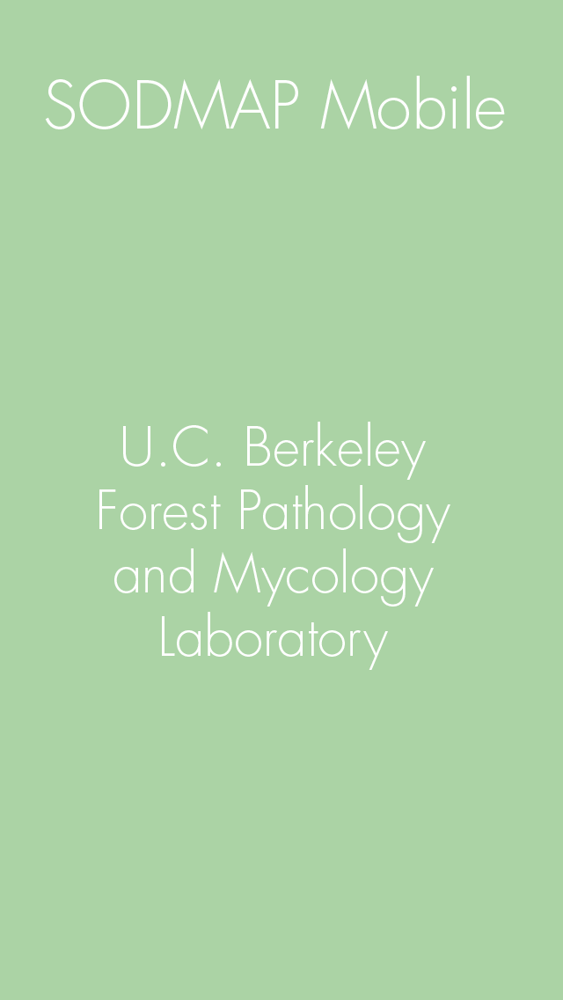 SODMAP Mobile
U.C. Berkeley
Forest Pathology
and Mycology
Laboratory